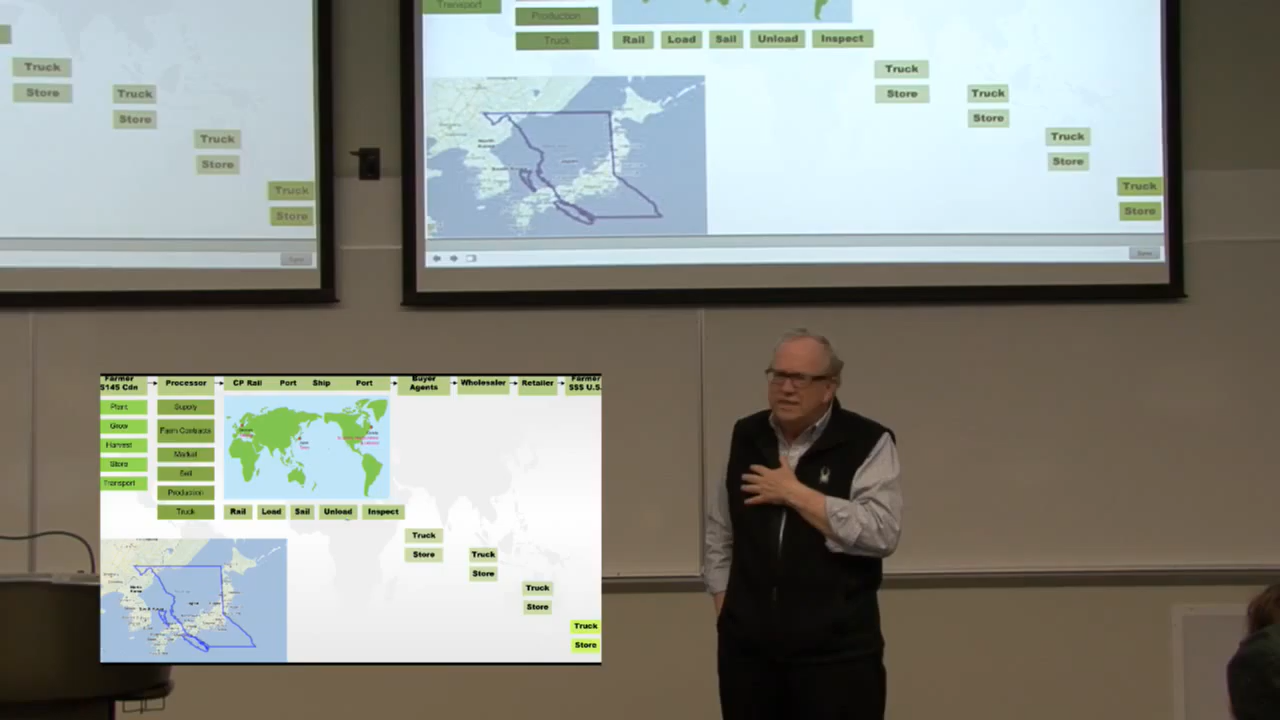 Transport
Production
Truck
Rail Load Sail Unload Inspect
Truck
Store
Truck
Store
Truck
Store
Truck
Store
Truck
Store
Truck
Store
Truck
Store
Truck
Store
Farmer Processor CP Rail Port Ship Port Buyer Wholesaler Retailer Farmer
$145 Cdn Agents $$$ U.S.
Plant
Grow
Harvest
Store
Transport
Supply
Farm Contractor
Market
Sell
Production
Truck
Rail Load Sail Unload Inspect
Truck
Store
Truck
Store
Truck
Store
Truck
Store